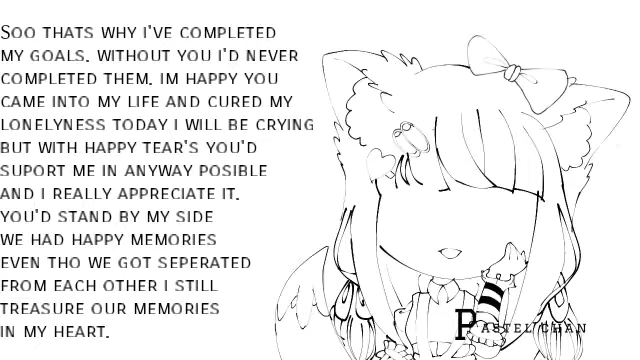 Soo thats why i've completed
my goals. without you i'd never
completed them. im happy you
came into my life and cured my
lonelyness today i will be crying
but with happy tear's you'd
suport me in anyway posible
and i really appreciate it.
you'd stand by my side
we had happy memories
even tho we got seperated
from each other i still
treasure our memories
in my heart.
Pastel chan